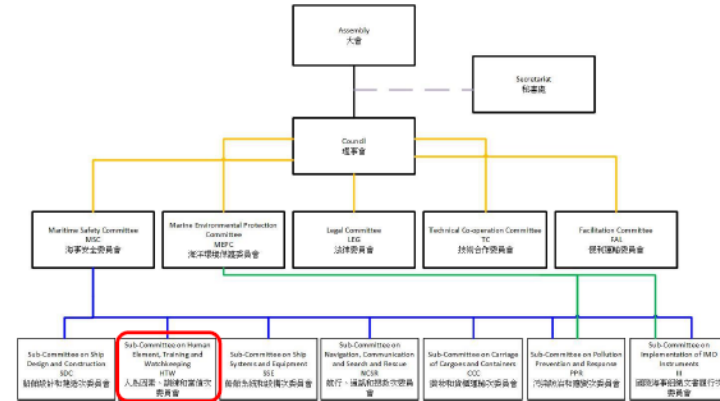 Assembly
大會
Secretariat
秘書處
Council
理事會
Maritime Safety Committee
MSC
海事安全委員會
Marine Environmental Protection
Committee
MEPC
海洋環境保護委員會
Legal Committee
LEG
法律委員會
Technical Co-operation Committee
TC
技術合作委員會
Facilitation Committee
FAL
便利運輸委員會
Sub-Committee on Ship
Design and Construction
SDC
船舶設計和建造次委員會
Sub-Committee on Human
Element, Training and
Watchkeeping
HTW
人為因素、訓練和當值次
委員會
Sub-Committee on Ship
Systems and Equipment
SSE
船舶系統和設備次委員會
Sub-Committee on
Navigation, Communication
and Search and Rescue
NCSR
航行、通訊和搜救次委員
會
Sub-Committee on Carriage
of Cargoes and Containers
CCC
貨物和貨櫃運輸次委員會
Sub-Committee on Pollution
Prevention and Response
PPR
污染防治和應變次委員會
Sub-Committee on
Implementation of IMO
Instruments
III
國際海事組織文書履行次
委員會